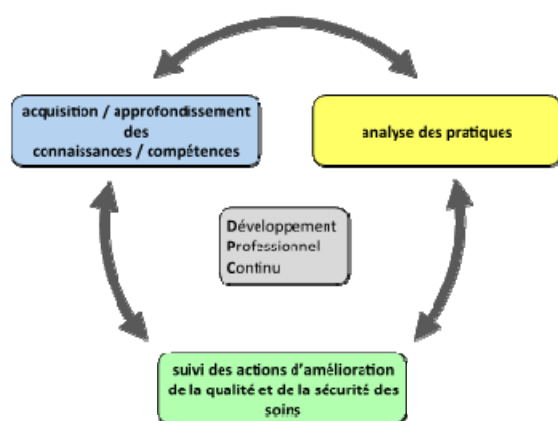 acquisition / approfondissement
des
connaissances / compétences
analyse des pratiques
Développement
Professionnel
Continu
suivi des actions d'amélioration
de la qualité et de la sécurité des
soins